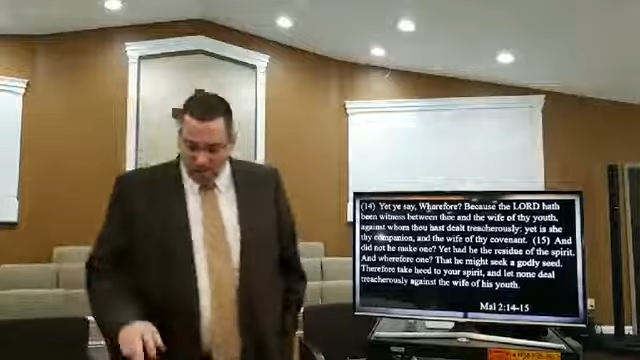 (14) Yet ye say, Wherefore? Because the LORD hath
been witness between thee and the wife of thy youth,
against whom thou hast dealt treacherously: yet is she
thy companion, and the wife of thy covenant. (15) And
did not he make one? Yet had he the residue of the spirit.
And wherefore one? That he might seek a godly seed.
Therefore take heed to your spirit, and let none deal
treacherously against the wife of his youth.
Mal 2:14-15